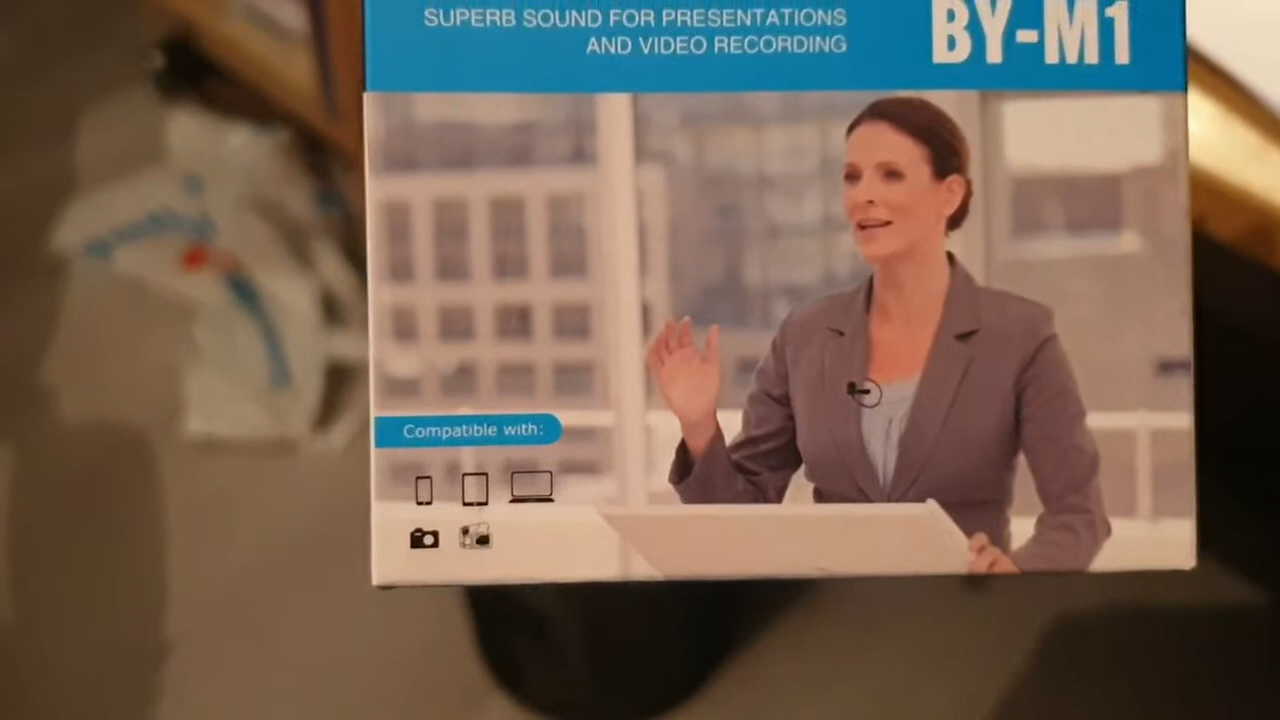 SUPERB SOUND FOR PRESENTATIONS
AND VIDEO RECORDING
BY-M1
Compatible with: